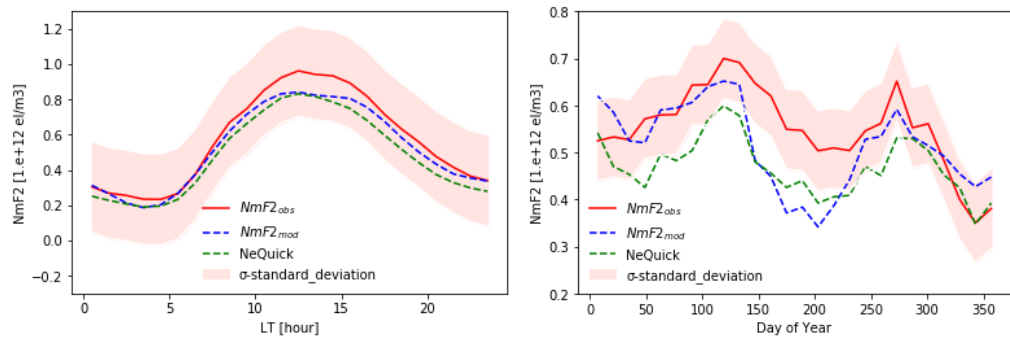 1.2
1.0
0.8
0.6
0.4
0.2
0.0
−0.2
NmF2 [1.e+12 el/m3]
NmF2obs
NmF2mod
NeQuick
σ-standard_deviation
0 5 10 15 20
LT [hour]
0.8
0.7
0.6
0.5
0.4
0.3
0.2
NmF2 [1.e+12 el/m3]
NmF2obs
NmF2mod
NeQuick
σ-standard_deviation
0 50 100 150 200 250 300 350
Day of Year